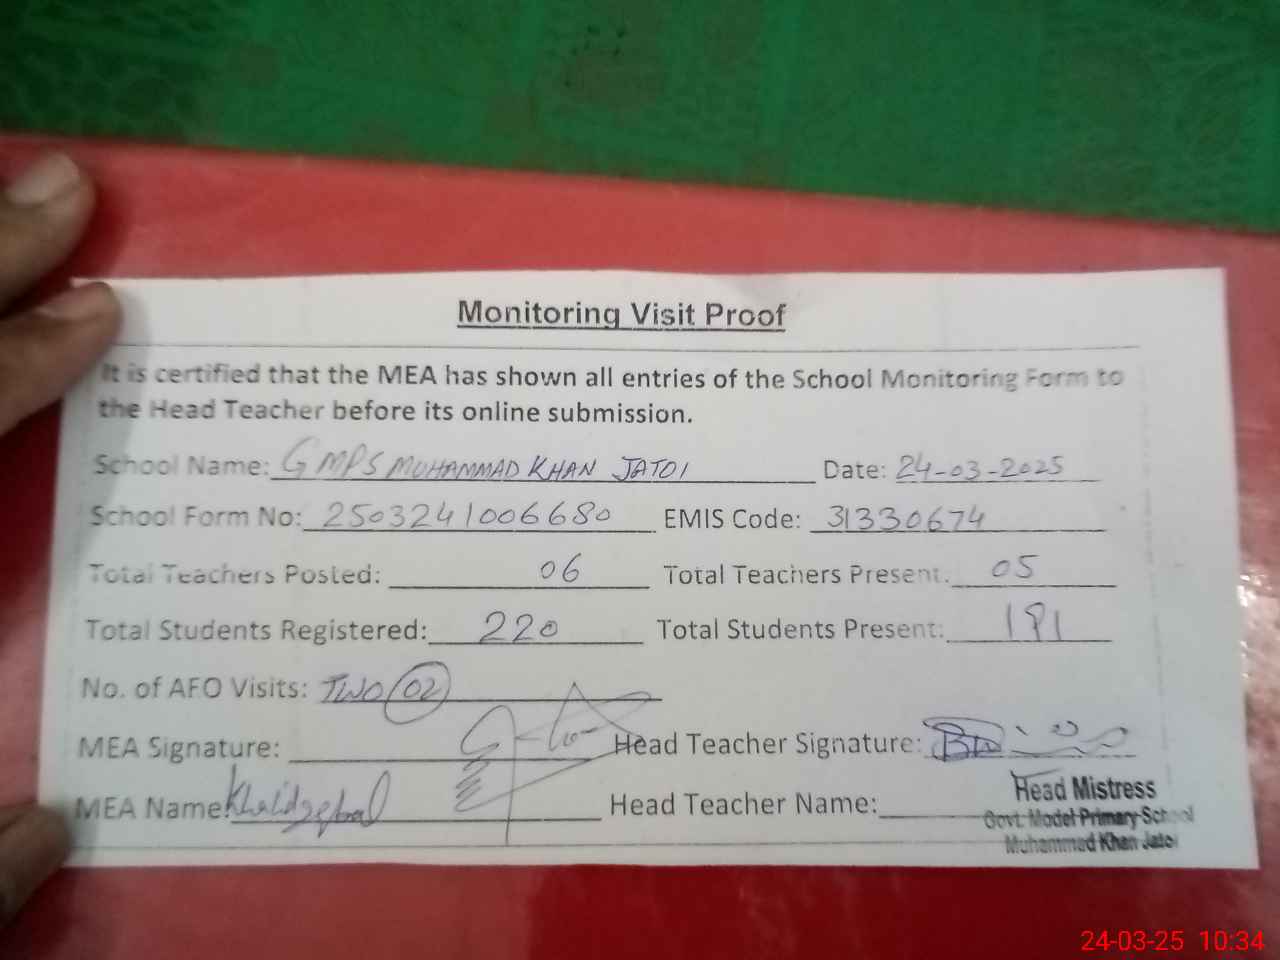 Monitoring Visit Proof
It is certified that the MEA has shown all entries of the School Monitoring Form to
the Head Teacher before its online submission.
School Name: GMPS MUHAMMAD KHAN JATOI Date: 24-03-2025
School Form No: 2503241006680 EMIS Code: 31330674
Total Teachers Posted: 06 Total Teachers Present: 05
Total Students Registered: 220 Total Students Present: 191
No. of AFO Visits: TWO (02)
MEA Signature: Head Teacher Signature:
MEA Name: Khalid Iqbal Head Teacher Name:
Head Mistress
Govt. Model Primary School
Muhammad Khan Jatoi
24-03-25 10:34